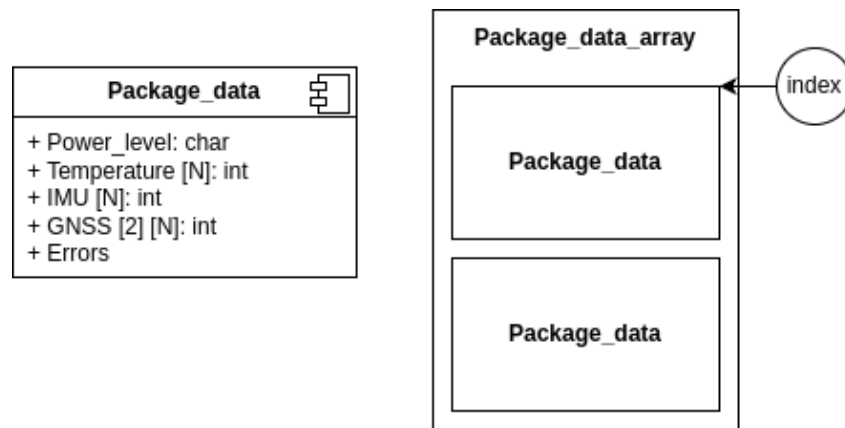 Package_data
+ Power_level: char
+ Temperature [N]: int
+ IMU [N]: int
+ GNSS [2] [N]: int
+ Errors
Package_data_array
index
Package_data
Package_data